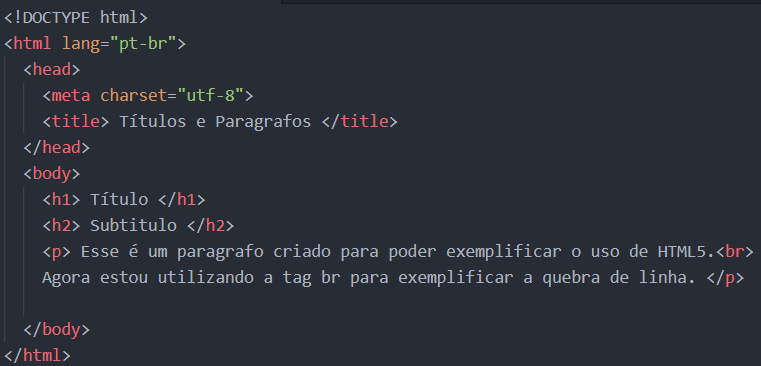 <!DOCTYPE html>
<html lang="pt-br">
<head>
<meta charset="utf-8">
<title> Títulos e Paragrafos </title>
</head>
<body>
<h1> Título </h1>
<h2> Subtitulo </h2>
<p> Esse é um paragrafo criado para poder exemplificar o uso de HTML5.<br>
Agora estou utilizando a tag br para exemplificar a quebra de linha. </p>
</body>
</html>